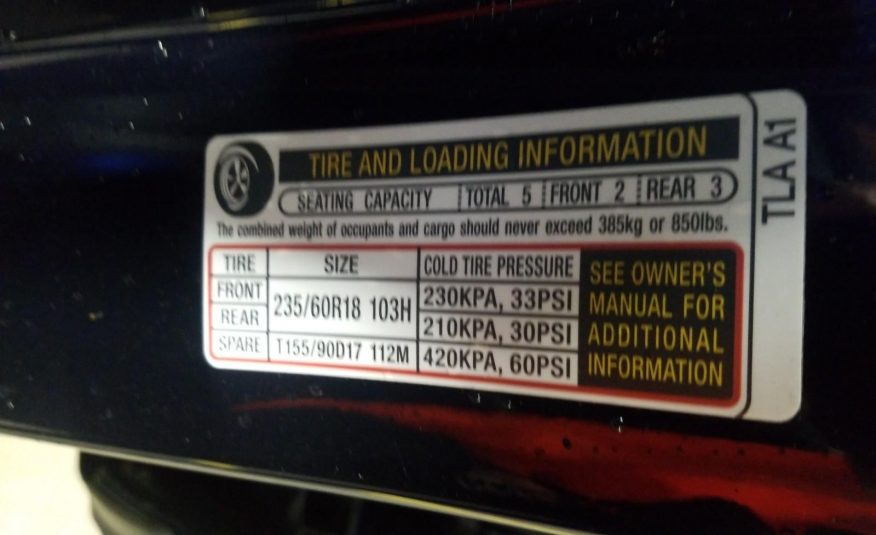 TIRE AND LOADING INFORMATION
SEATING CAPACITY TOTAL 5 FRONT 2 REAR 3
The combined weight of occupants and cargo should never exceed 385kg or 850lbs.
TIRE SIZE COLD TIRE PRESSURE
FRONT 235/60R18 103H 230KPA, 33PSI
REAR 210KPA, 30PSI
SPARE T155/90D17 112M 420KPA, 60PSI
SEE OWNER'S
MANUAL FOR
ADDITIONAL
INFORMATION
TLA A1